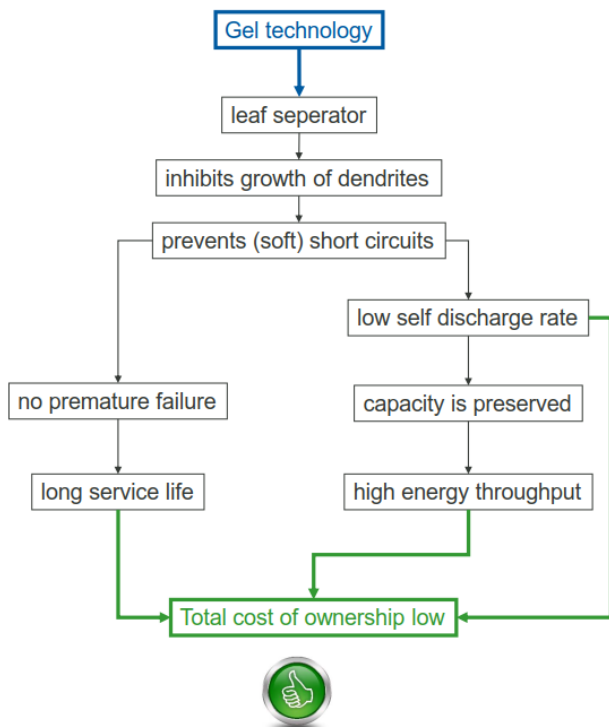 Gel technology
leaf seperator
inhibits growth of dendrites
prevents (soft) short circuits
low self discharge rate
no premature failure
capacity is preserved
long service life
high energy throughput
Total cost of ownership low